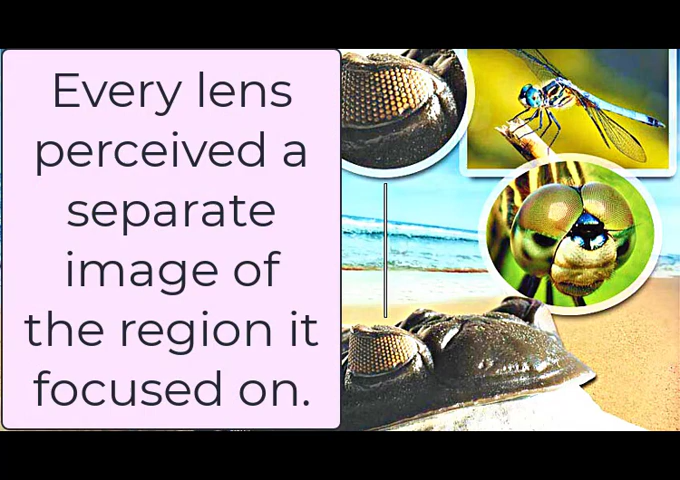 Every lens
perceived a
separate
image of
the region it
focused on.